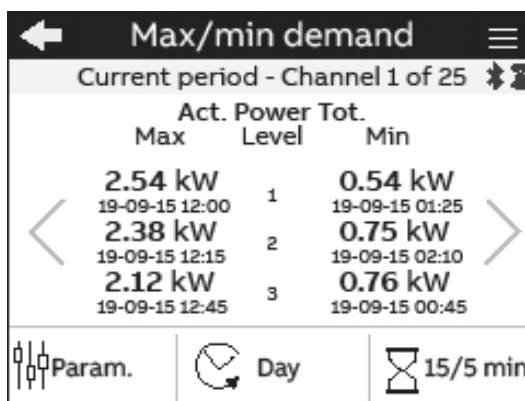 Max/min demand
Current period - Channel 1 of 25
Act. Power Tot.
Max Level Min
2.54 kW 1 0.54 kW
19-09-15 12:00 19-09-15 01:25
2.38 kW 2 0.75 kW
19-09-15 12:15 19-09-15 02:10
2.12 kW 3 0.76 kW
19-09-15 12:45 19-09-15 00:45
Param. Day 15/5 min